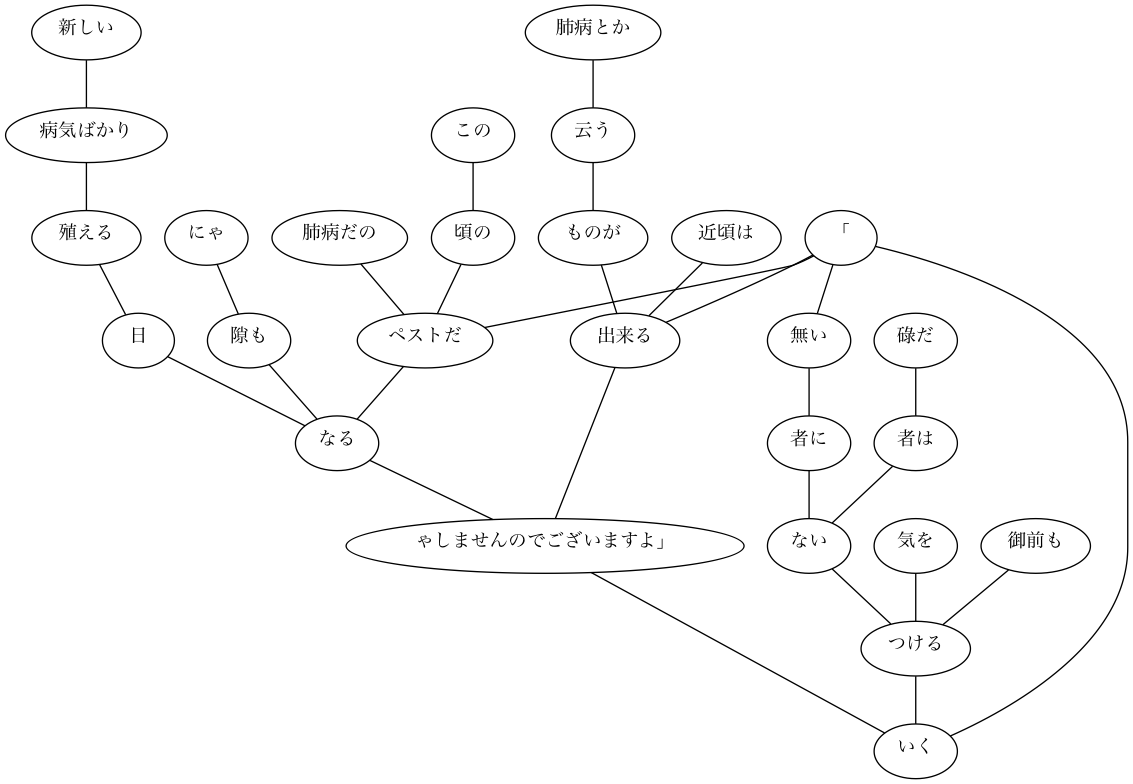 新しい
肺病とか
病気ばかり
この
云う
殖える
にゃ
肺病だの
頃の
ものが
近頃は
「
日
隙も
ペストだ
出来る
無い
碌だ
なる
者に
者は
ゃしませんのでございますよ」
ない
気を
御前も
つける
いく